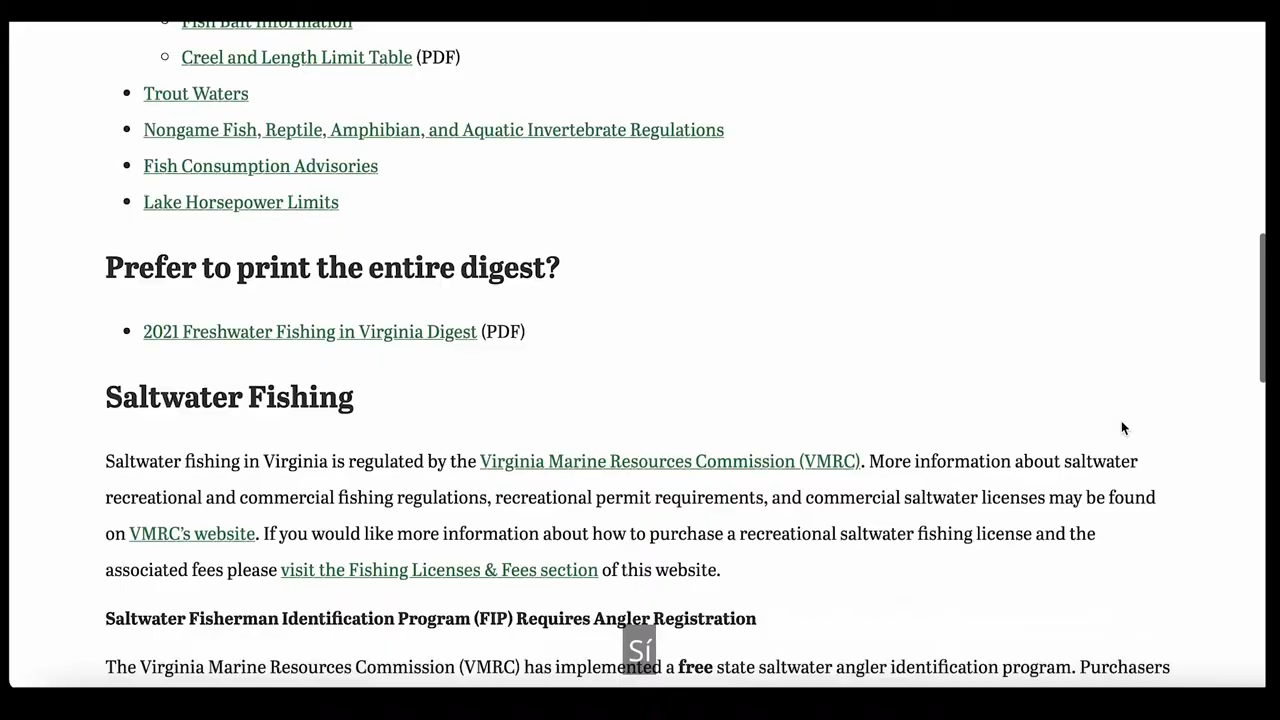 Fish Bait Information
Creel and Length Limit Table (PDF)
Trout Waters
Nongame Fish, Reptile, Amphibian, and Aquatic Invertebrate Regulations
Fish Consumption Advisories
Lake Horsepower Limits
Prefer to print the entire digest?
2021 Freshwater Fishing in Virginia Digest (PDF)
Saltwater Fishing
Saltwater fishing in Virginia is regulated by the Virginia Marine Resources Commission (VMRC). More information about saltwater
recreational and commercial fishing regulations, recreational permit requirements, and commercial saltwater licenses may be found
on VMRC’s website. If you would like more information about how to purchase a recreational saltwater fishing license and the
associated fees please visit the Fishing Licenses & Fees section of this website.
Saltwater Fisherman Identification Program (FIP) Requires Angler Registration
Sí
The Virginia Marine Resources Commission (VMRC) has implemented a free state saltwater angler identification program. Purchasers